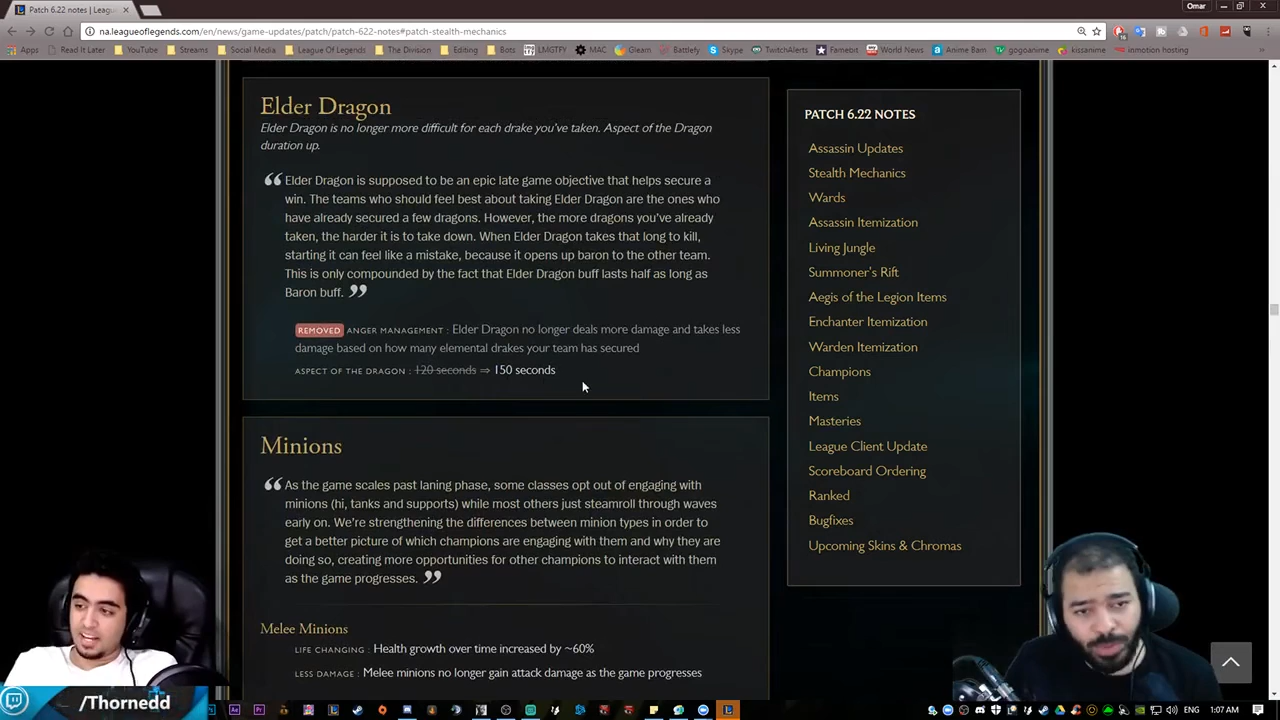 Patch 6.22 notes | Leagu
Omar
na.leagueoflegends.com/en/news/game-updates/patch/patch-622-notes#patch-stealth-mechanics
Apps Read It Later YouTube Streams Social Media League Of Legends The Division Editing Bots LMGTFY MAC Gleam Battlefy Skype TwitchAlerts Famebit World News Anime Bam gogoanime kissanime inmotion hosting
Elder Dragon
Elder Dragon is no longer more difficult for each drake you've taken. Aspect of the Dragon
duration up.
Elder Dragon is supposed to be an epic late game objective that helps secure a
win. The teams who should feel best about taking Elder Dragon are the ones who
have already secured a few dragons. However, the more dragons you've already
taken, the harder it is to take down. When Elder Dragon takes that long to kill,
starting it can feel like a mistake, because it opens up baron to the other team.
This is only compounded by the fact that Elder Dragon buff lasts half as long as
Baron buff.
REMOVED ANGER MANAGEMENT : Elder Dragon no longer deals more damage and takes less
damage based on how many elemental drakes your team has secured
ASPECT OF THE DRAGON : 120 seconds ⇒ 150 seconds
Minions
As the game scales past laning phase, some classes opt out of engaging with
minions (hi, tanks and supports) while most others just steamroll through waves
early on. We're strengthening the differences between minion types in order to
get a better picture of which champions are engaging with them and why they are
doing so, creating more opportunities for other champions to interact with them
as the game progresses.
Melee Minions
LIFE CHANGING : Health growth over time increased by ~60%
LESS DAMAGE : Melee minions no longer gain attack damage as the game progresses
PATCH 6.22 NOTES
Assassin Updates
Stealth Mechanics
Wards
Assassin Itemization
Living Jungle
Summoner's Rift
Aegis of the Legion Items
Enchanter Itemization
Warden Itemization
Champions
Items
Masteries
League Client Update
Scoreboard Ordering
Ranked
Bugfixes
Upcoming Skins & Chromas
/Thornedd
1:07 AM